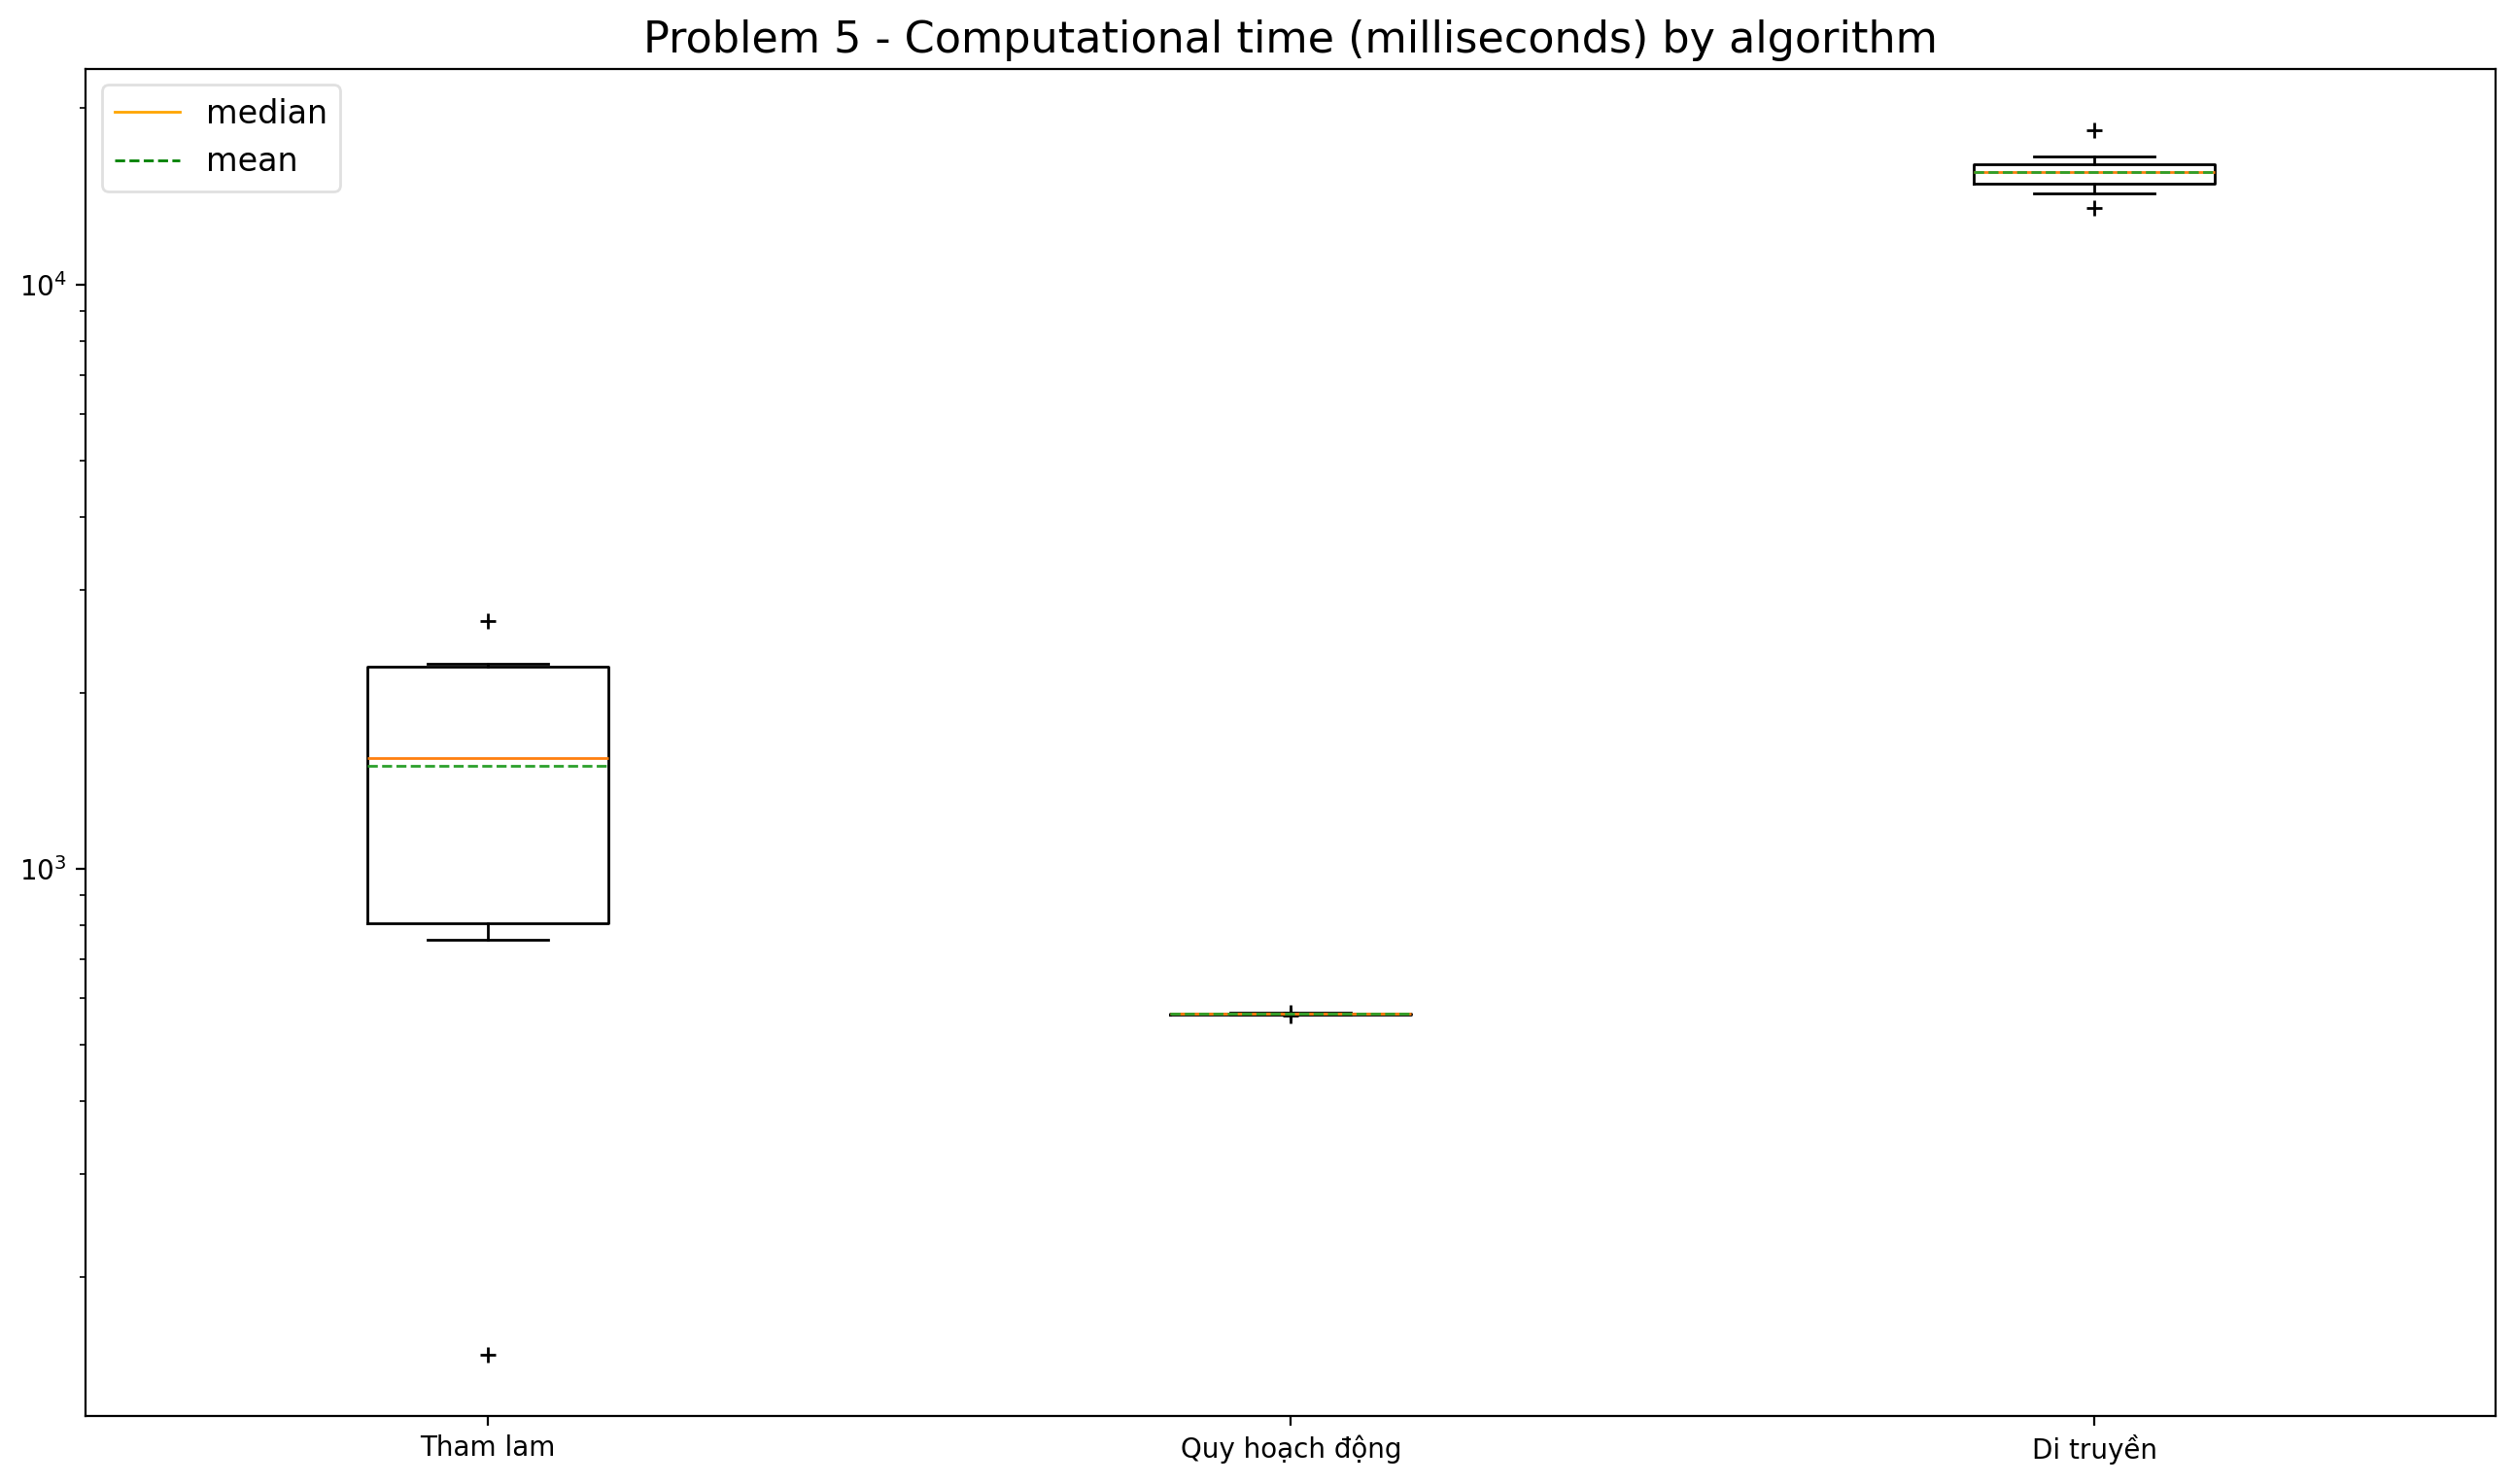 Problem 5 - Computational time (milliseconds) by algorithm
median
mean
10⁴
10³
Tham lam
Quy hoạch động
Di truyền